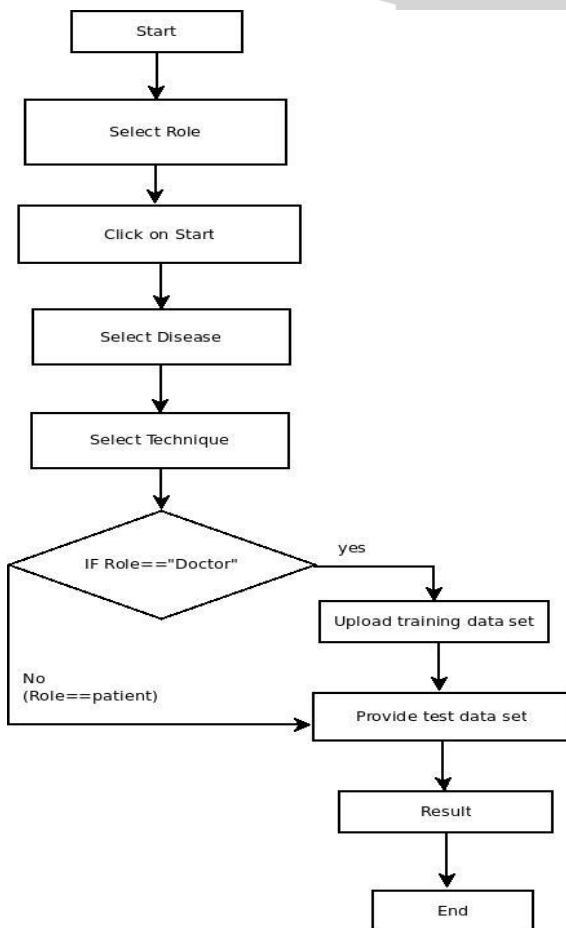 Start
Select Role
Click on Start
Select Disease
Select Technique
IF Role=="Doctor"
yes
Upload training data set
No
(Role==patient)
Provide test data set
Result
End